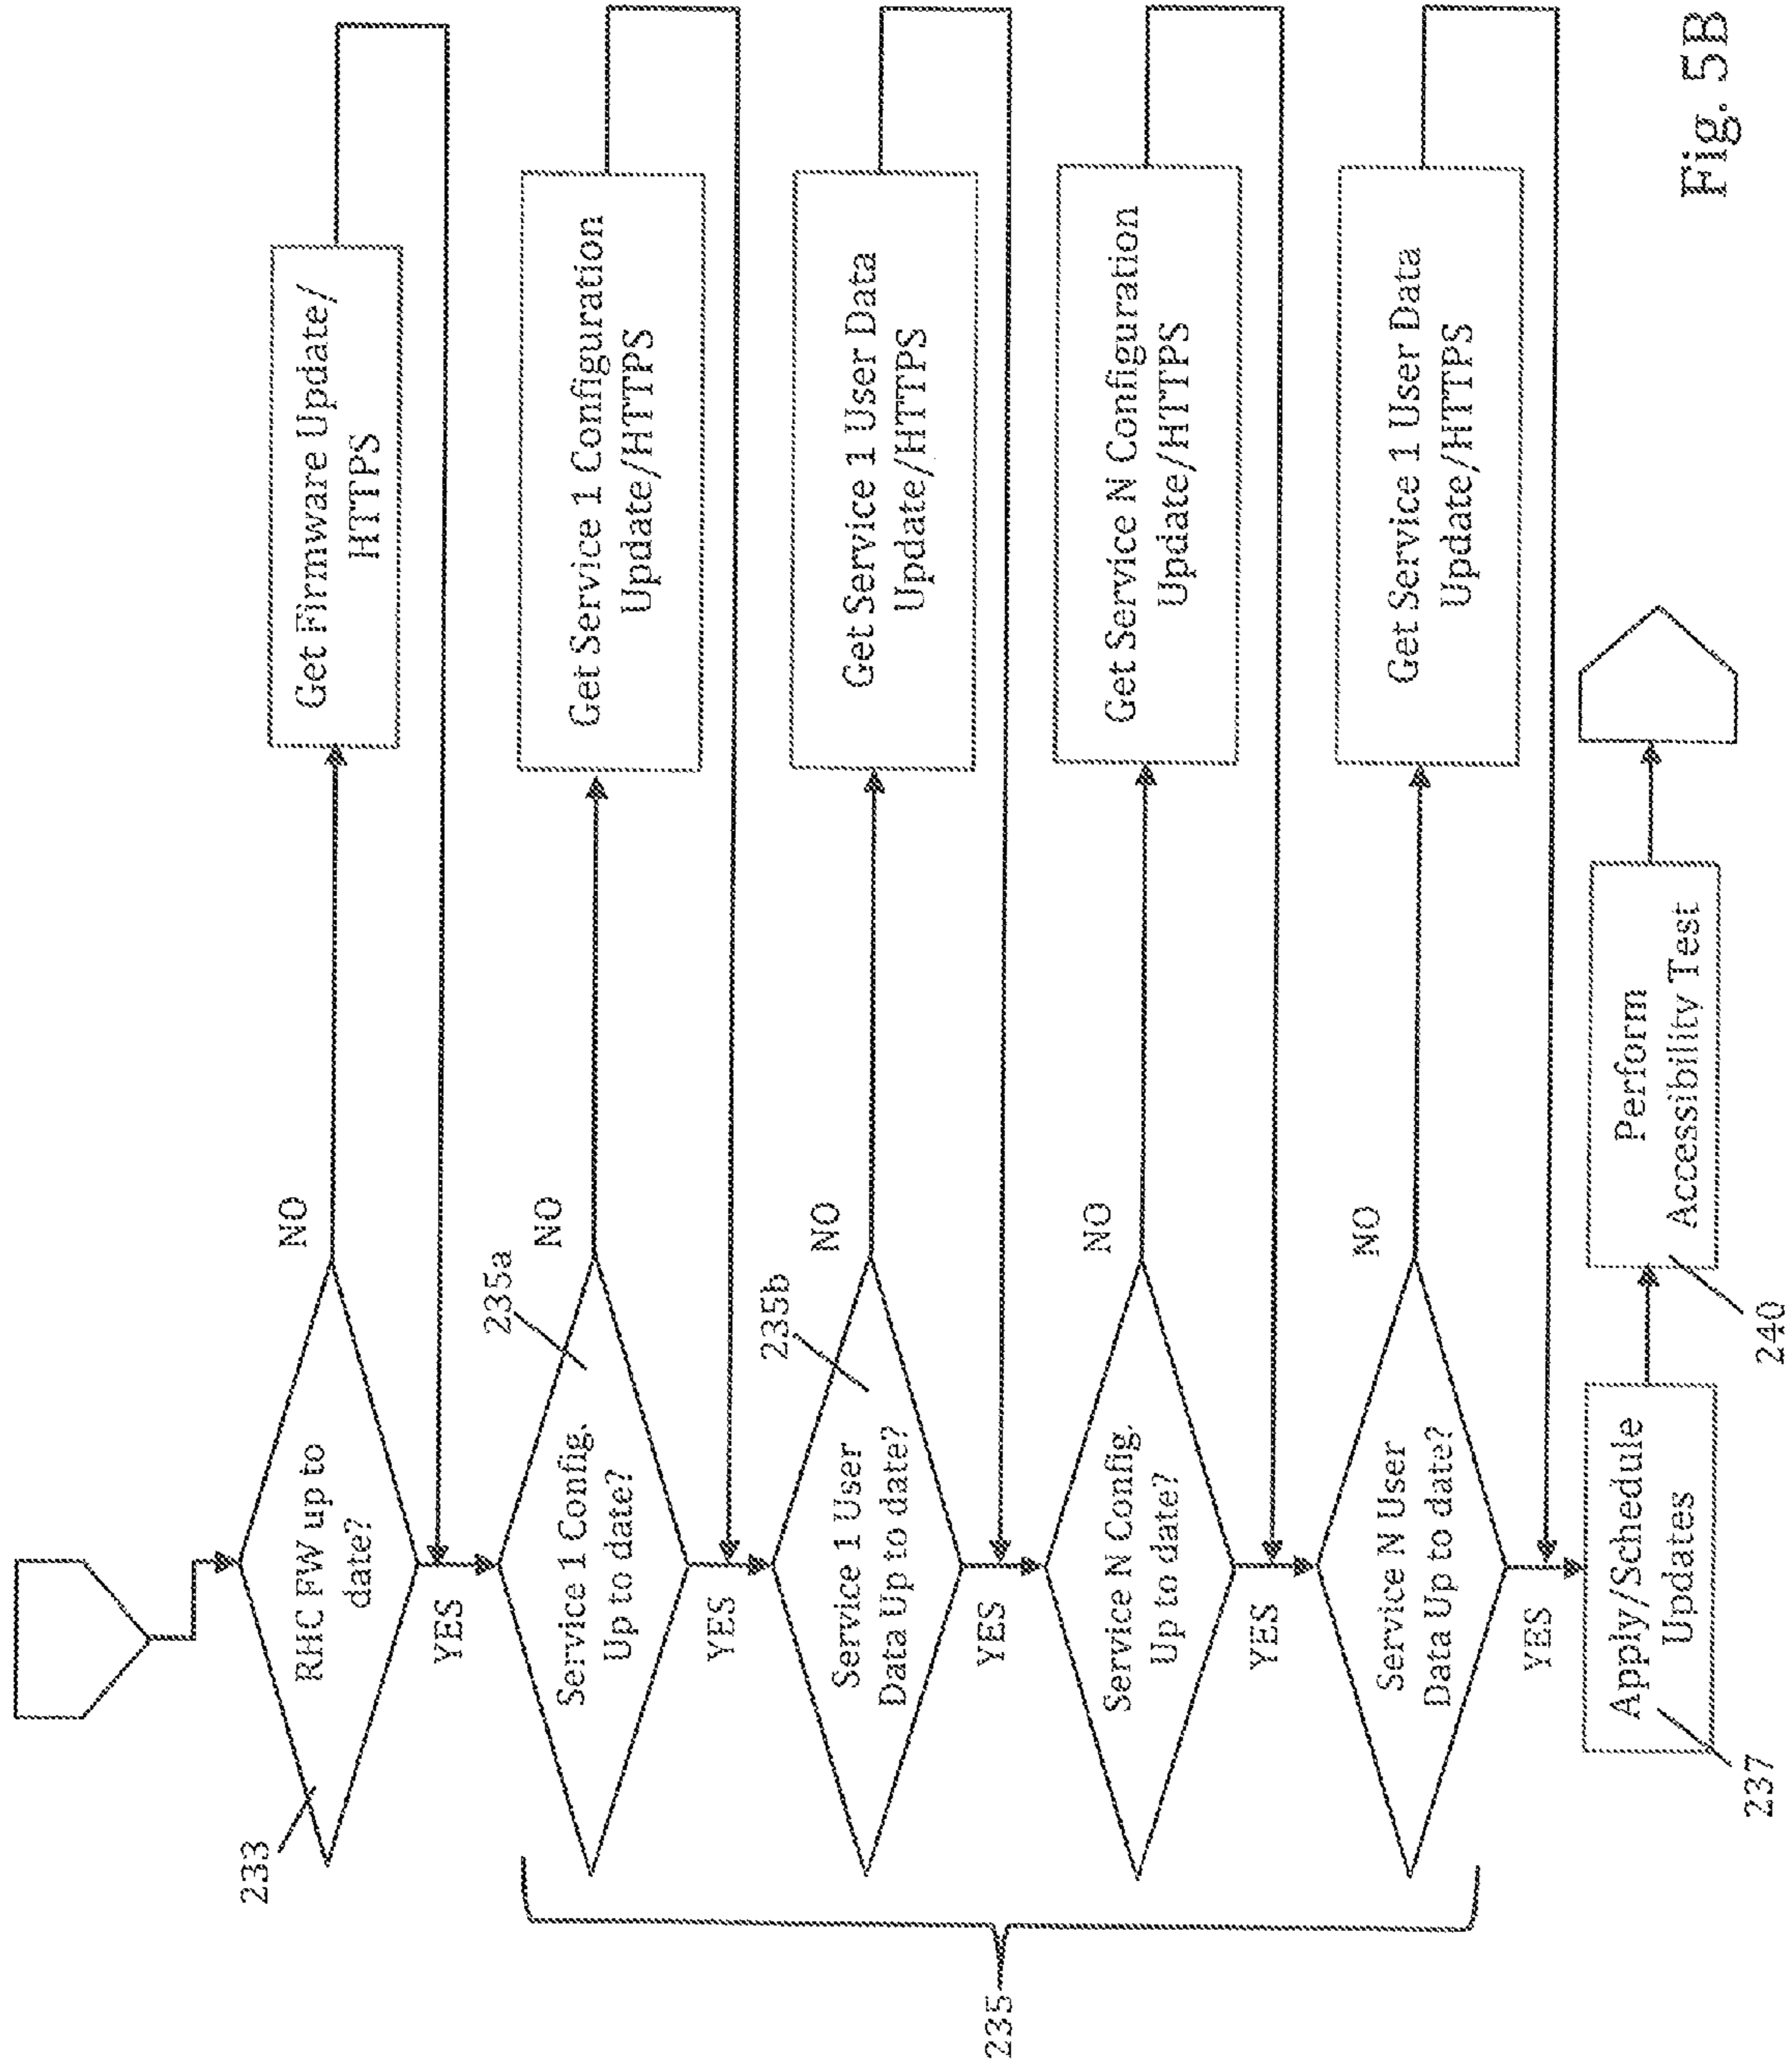 233
RHC FW up to
date?
NO
Get Firmware Update/
HTTPS
YES
235a
Service 1 Config.
Up to date?
NO
Get Service 1 Configuration
Update/HTTPS
YES
235b
Service 1 User
Data Up to date?
NO
Get Service 1 User Data
Update/HTTPS
YES
235
Service N Config.
Up to date?
NO
Get Service N Configuration
Update/HTTPS
YES
Service N User
Data Up to date?
NO
Get Service 1 User Data
Update/HTTPS
YES
Apply/Schedule
Updates
237
Perform
Accessibility Test
240
Fig. 5B